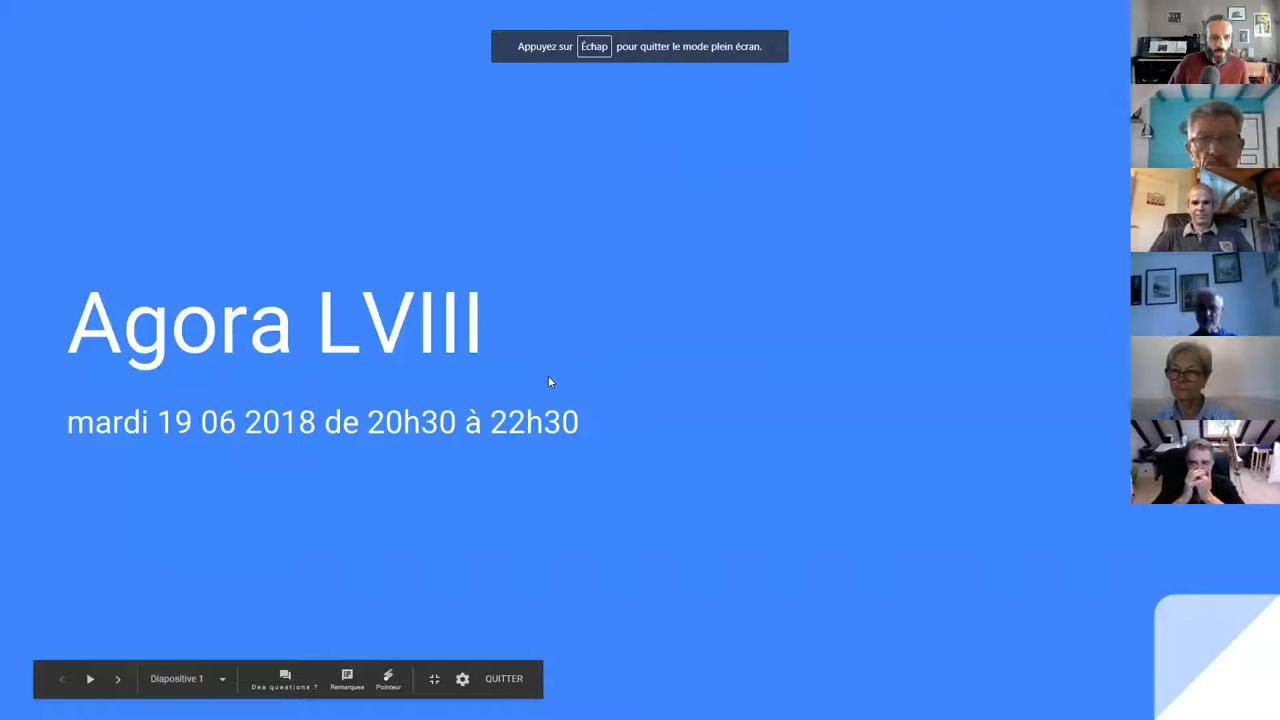 Appuyez sur Échap pour quitter le mode plein écran.
Agora LVIII
mardi 19 06 2018 de 20h30 à 22h30
Diapositive 1
Des questions ?
Remarques
Pointeur
QUITTER